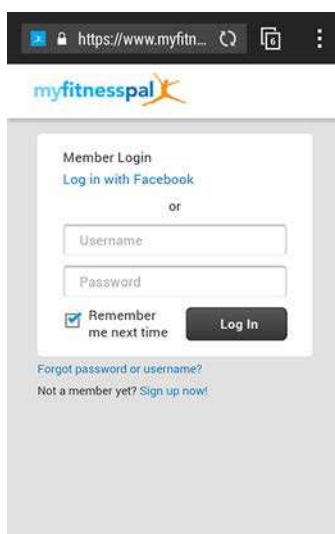 https://www.myfitn...
6
myfitnesspal
Member Login
Log in with Facebook
or
Username
Password
Remember
me next time
Log In
Forgot password or username?
Not a member yet? Sign up now!